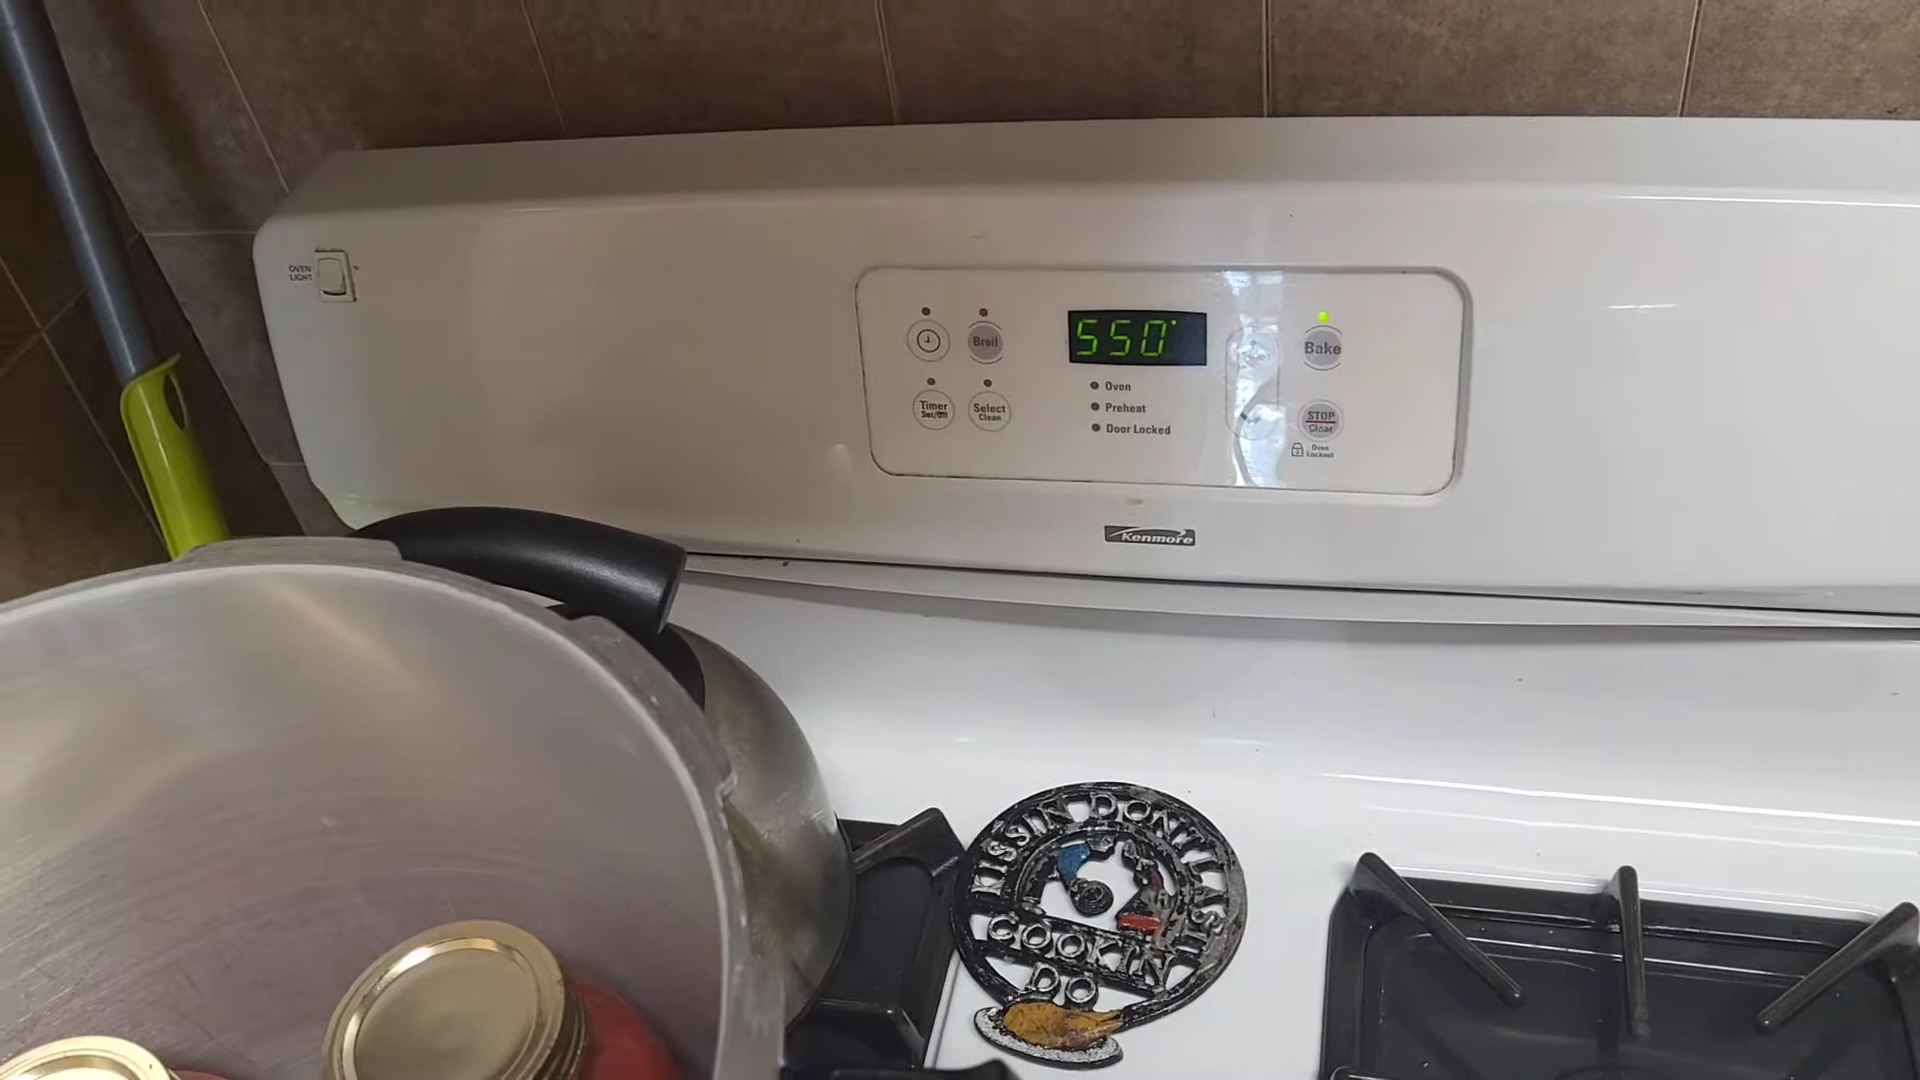 OVEN
LIGHT
Broil
550°
Bake
Timer
Set/Off
Select
Clean
Oven
Preheat
Door Locked
STOP
Clear
Oven
Lockout
Kenmore
KISSIN DON'T LAST
COOKIN
DO